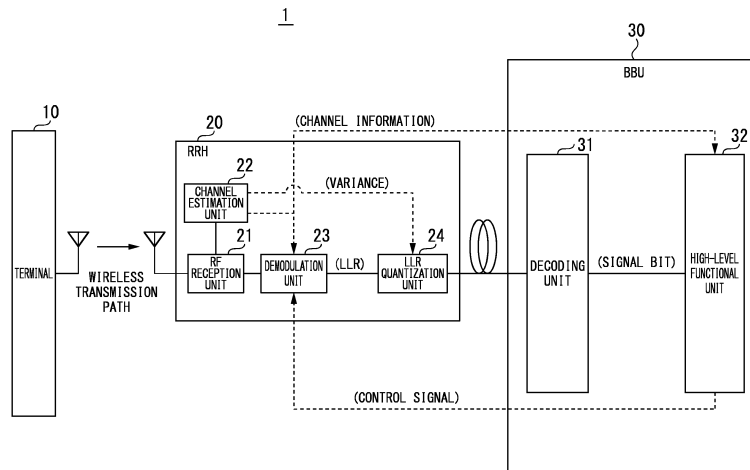 1
30
BBU
10
20
RRH
(CHANNEL INFORMATION)
31
32
22
CHANNEL
ESTIMATION
UNIT
(VARIANCE)
21
23
24
TERMINAL
WIRELESS
TRANSMISSION
PATH
RF
RECEPTION
UNIT
DEMODULATION
UNIT
(LLR)
LLR
QUANTIZATION
UNIT
DECODING
UNIT
(SIGNAL BIT)
HIGH-LEVEL
FUNCTIONAL
UNIT
(CONTROL SIGNAL)